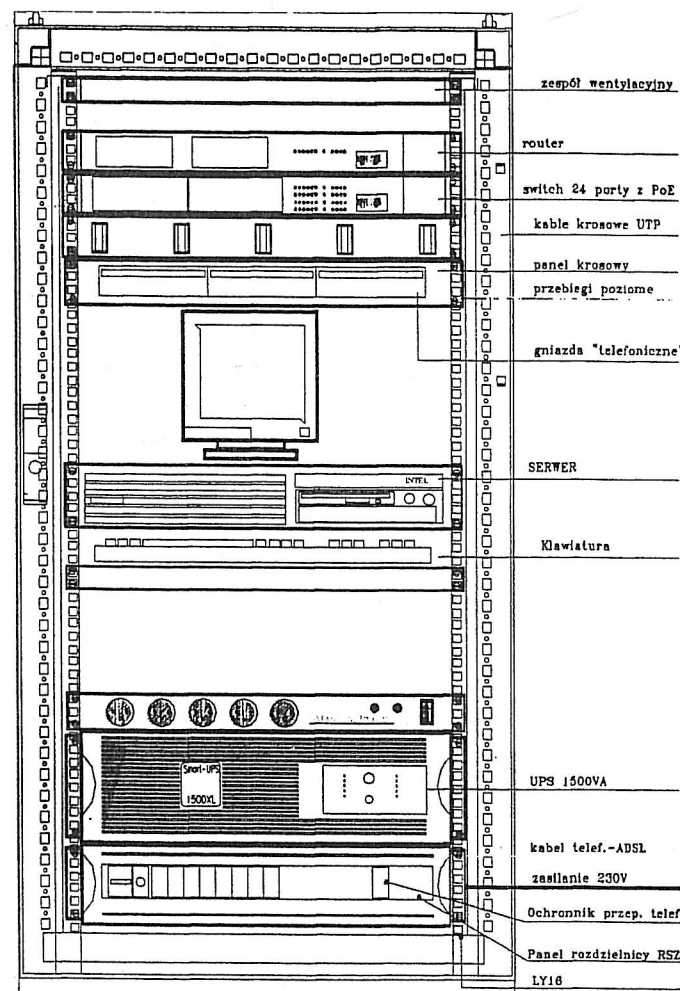 zespół wentylacyjny
router
switch 24 porty z PoE
kable krosowe UTP
panel krosowy
przebiegi poziome
gniazda "telefoniczne"
SERWER
Klawiatura
Smart-UPS
1500XL
UPS 1500VA
kabel telef.-ADSL
zasilanie 230V
Ochronnik przep. telef
Panel rozdzielnicy RSZ
LY16